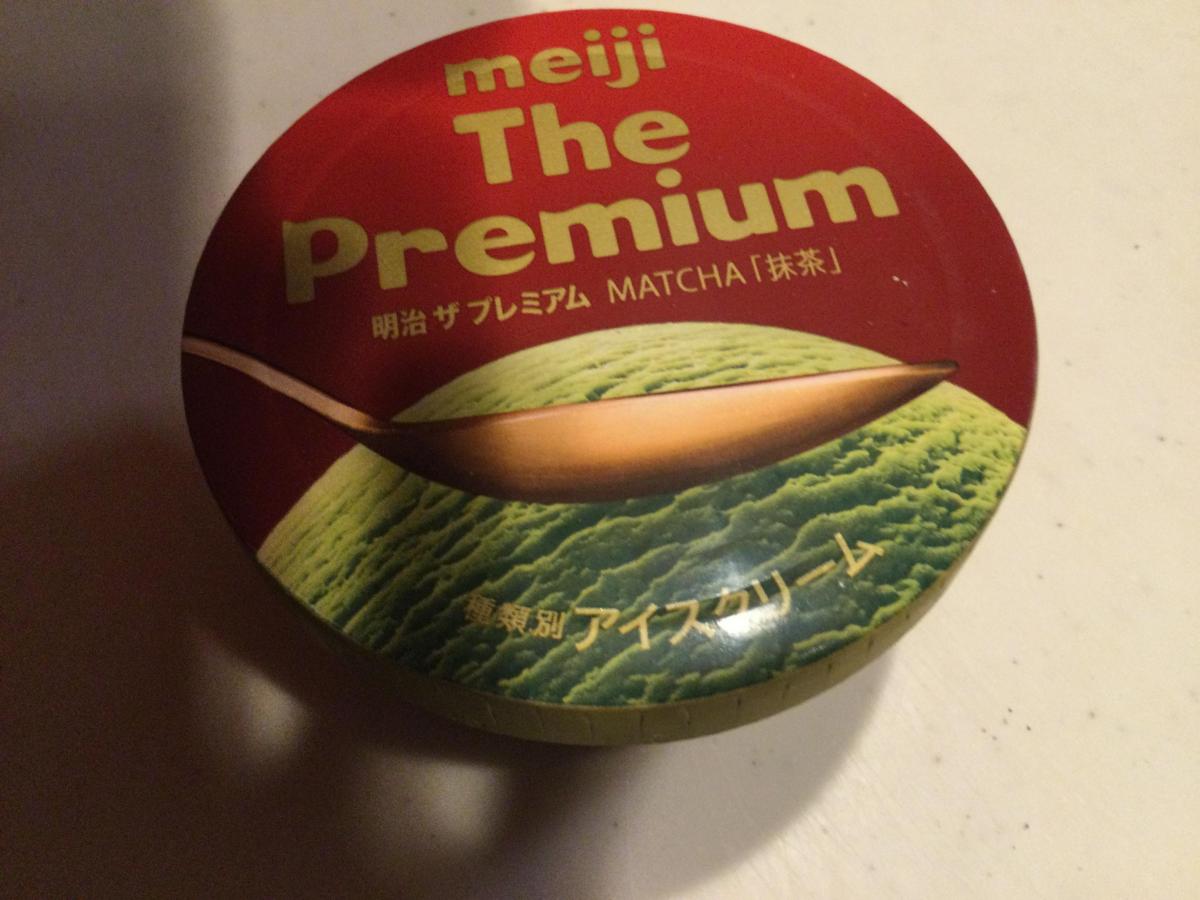 meiji
The
Premium
明治 ザ プレミアム MATCHA「抹茶」
種類別 アイスクリーム